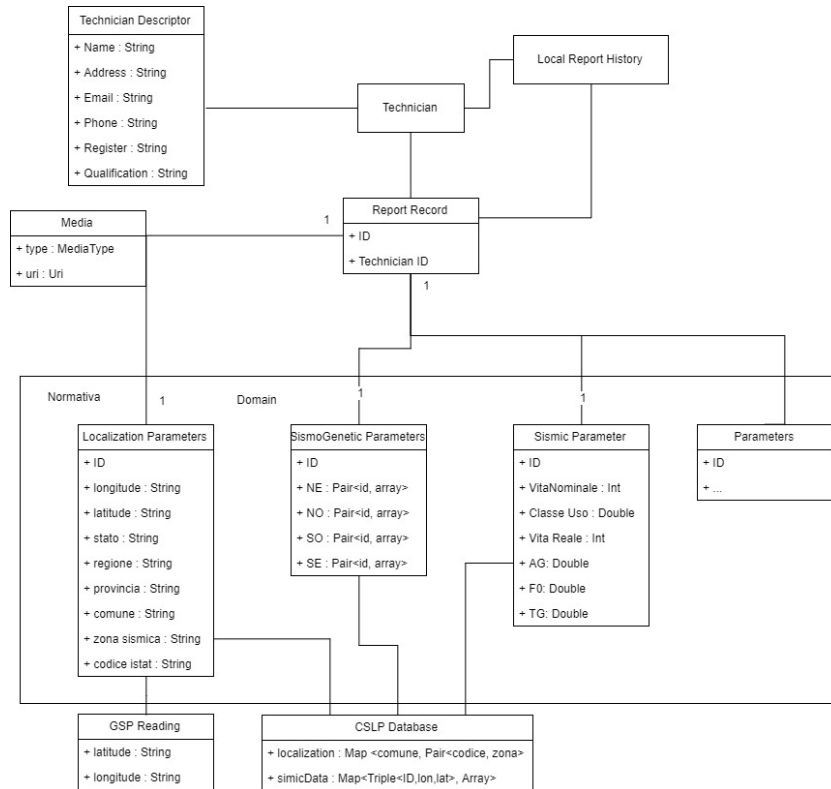 Technician Descriptor
+ Name : String
+ Address : String
+ Email : String
+ Phone : String
+ Register : String
+ Qualification : String
Technician
Local Report History
Media
+ type : MediaType
+ uri : Uri
1
Report Record
+ ID
+ Technician ID
1
Normativa
Domain
1
1
1
Localization Parameters
+ ID
+ longitude : String
+ latitude : String
+ stato : String
+ regione : String
+ provincia : String
+ comune : String
+ zona sismica : String
+ codice istat : String
SismoGenetic Parameters
+ ID
+ NE : Pair<id, array>
+ NO : Pair<id, array>
+ SO : Pair<id, array>
+ SE : Pair<id, array>
Sismic Parameter
+ ID
+ VitaNominale : Int
+ Classe Uso : Double
+ Vita Reale : Int
+ AG: Double
+ F0: Double
+ TG: Double
Parameters
+ ID
+ ...
GSP Reading
+ latitude : String
+ longitude : String
CSLP Database
+ localization : Map <comune, Pair<codice, zona>
+ simicData : Map<Triple<ID,lon,lat>, Array>